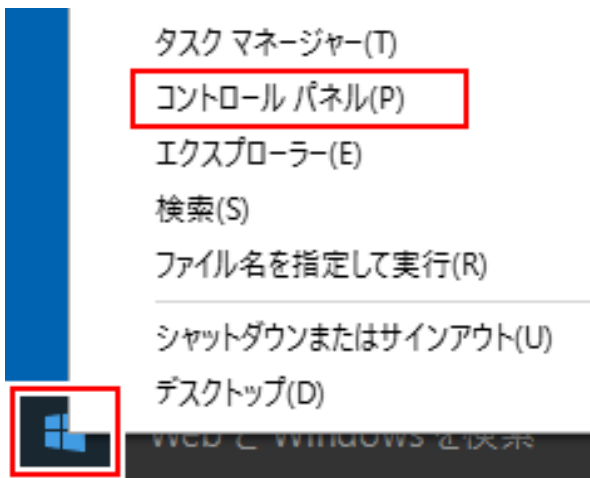 タスク マネージャー(T)
コントロール パネル(P)
エクスプローラー(E)
検索(S)
ファイル名を指定して実行(R)
シャットダウンまたはサインアウト(U)
デスクトップ(D)
Web と Windows を検索